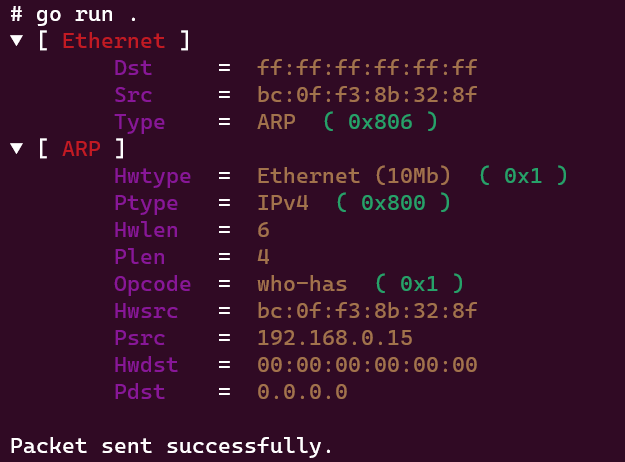 # go run .
▼ [ Ethernet ]
Dst = ff:ff:ff:ff:ff:ff
Src = bc:0f:f3:8b:32:8f
Type = ARP ( 0x806 )
▼ [ ARP ]
Hwtype = Ethernet (10Mb) ( 0x1 )
Ptype = IPv4 ( 0x800 )
Hwlen = 6
Plen = 4
Opcode = who-has ( 0x1 )
Hwsrc = bc:0f:f3:8b:32:8f
Psrc = 192.168.0.15
Hwdst = 00:00:00:00:00:00
Pdst = 0.0.0.0
Packet sent successfully.